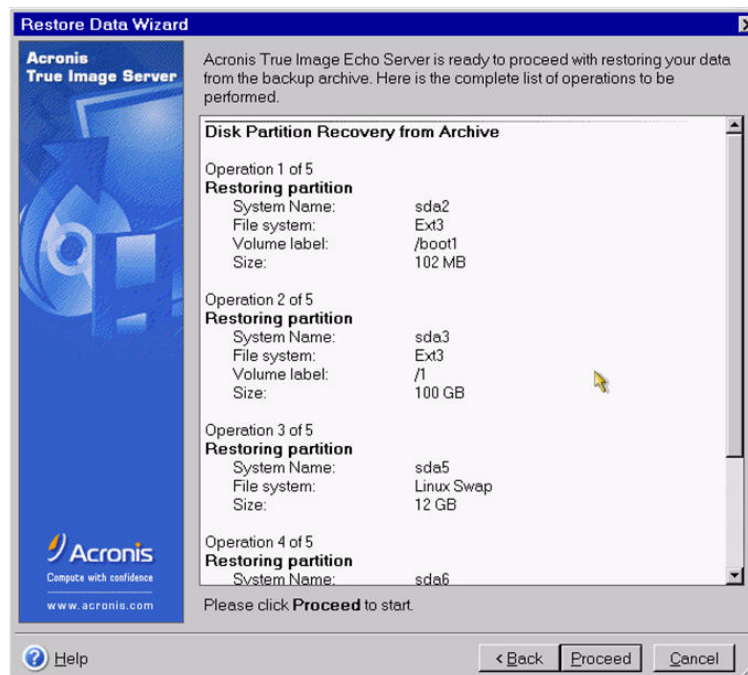 Restore Data Wizard
Acronis
True Image Server
Acronis True Image Echo Server is ready to proceed with restoring your data
from the backup archive. Here is the complete list of operations to be
performed.
Disk Partition Recovery from Archive
Operation 1 of 5
Restoring partition
System Name: sda2
File system: Ext3
Volume label: /boot1
Size: 102 MB
Operation 2 of 5
Restoring partition
System Name: sda3
File system: Ext3
Volume label: /1
Size: 100 GB
Operation 3 of 5
Restoring partition
System Name: sda5
File system: Linux Swap
Size: 12 GB
Operation 4 of 5
Restoring partition
System Name: sda6
Acronis
Compute with confidence
www.acronis.com
Please click Proceed to start.
? Help
< Back Proceed Cancel